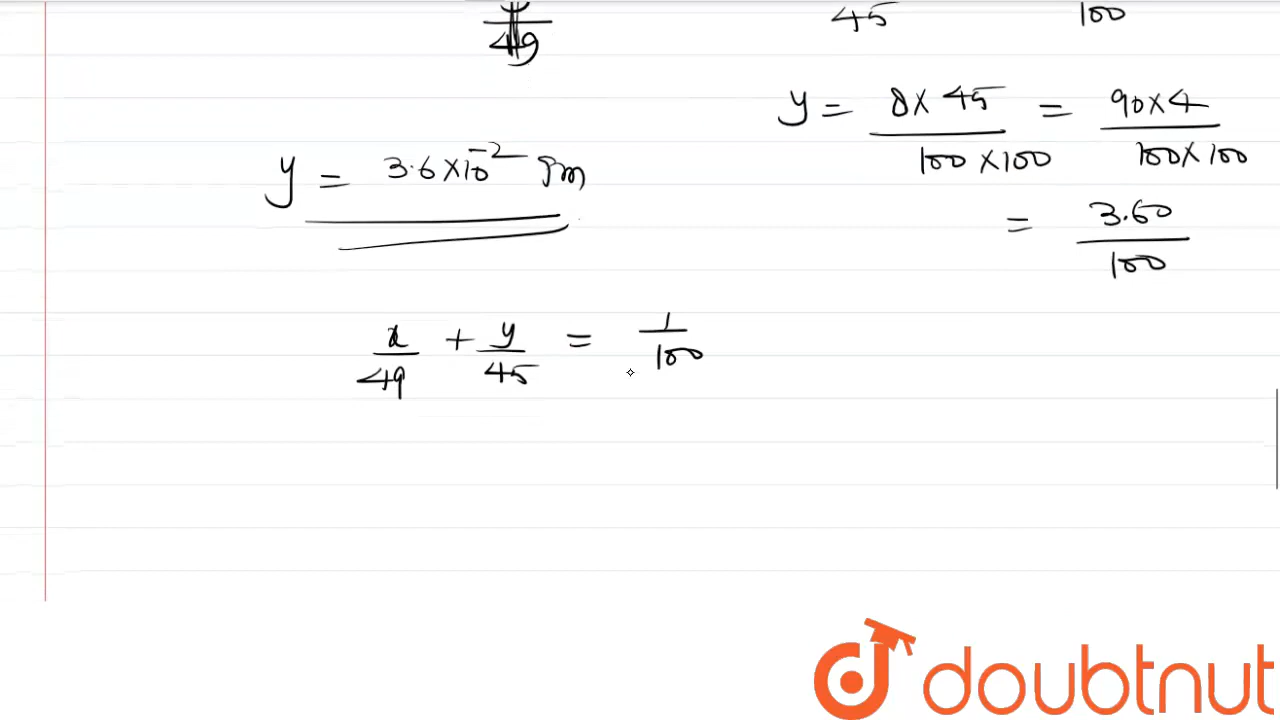 49 45 100
y = 8 × 45 / 100 × 100 = 90 × 4 / 100 × 100
y = 3.6 × 10⁻² gm
= 3.60 / 100
x/49 + y/45 = 1/100
doubtnut